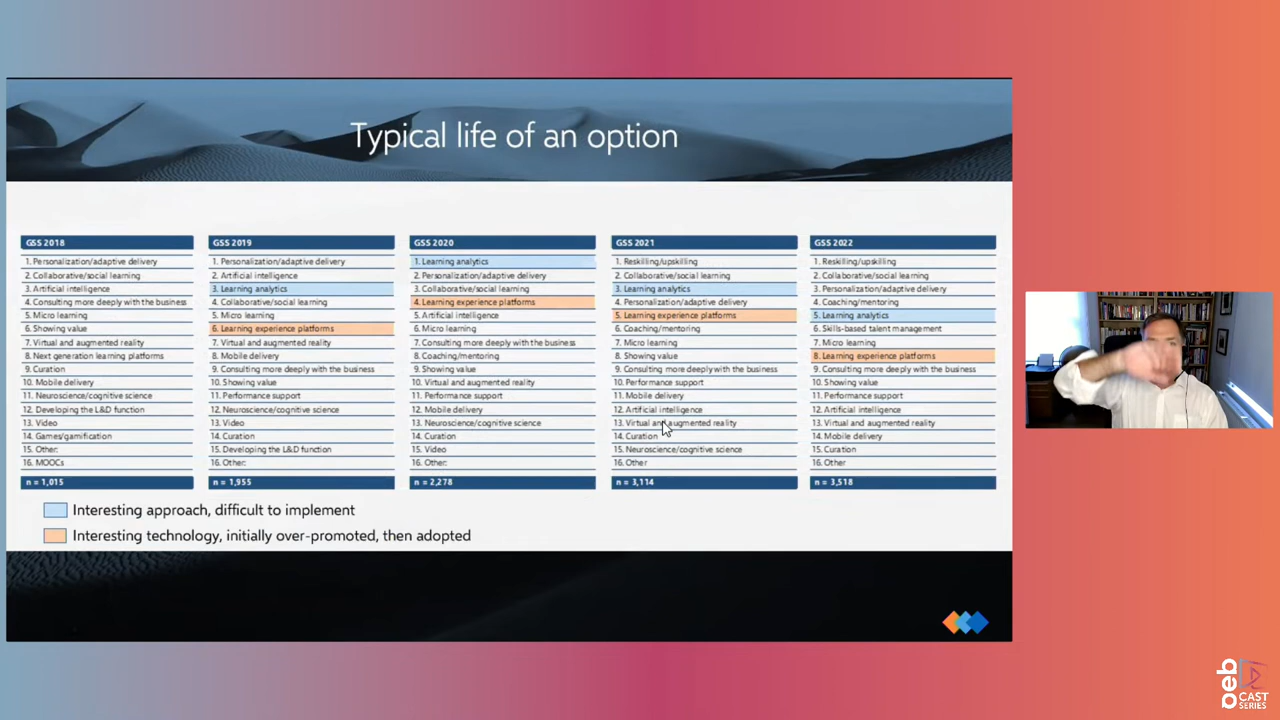 Typical life of an option
GSS 2018
1. Personalization/adaptive delivery
2. Collaborative/social learning
3. Artificial intelligence
4. Consulting more deeply with the business
5. Micro learning
6. Showing value
7. Virtual and augmented reality
8. Next generation learning platforms
9. Curation
10. Mobile delivery
11. Neuroscience/cognitive science
12. Developing the L&D function
13. Video
14. Games/gamification
15. Other:
16. MOOCs
n = 1,015
GSS 2019
1. Personalization/adaptive delivery
2. Artificial intelligence
3. Learning analytics
4. Collaborative/social learning
5. Micro learning
6. Learning experience platforms
7. Virtual and augmented reality
8. Mobile delivery
9. Consulting more deeply with the business
10. Showing value
11. Performance support
12. Neuroscience/cognitive science
13. Video
14. Curation
15. Developing the L&D function
16. Other:
n = 1,955
GSS 2020
1. Learning analytics
2. Personalization/adaptive delivery
3. Collaborative/social learning
4. Learning experience platforms
5. Artificial intelligence
6. Micro learning
7. Consulting more deeply with the business
8. Coaching/mentoring
9. Showing value
10. Virtual and augmented reality
11. Performance support
12. Mobile delivery
13. Neuroscience/cognitive science
14. Curation
15. Video
16. Other:
n = 2,278
GSS 2021
1. Reskilling/upskilling
2. Collaborative/social learning
3. Learning analytics
4. Personalization/adaptive delivery
5. Learning experience platforms
6. Coaching/mentoring
7. Micro learning
8. Showing value
9. Consulting more deeply with the business
10. Performance support
11. Mobile delivery
12. Artificial intelligence
13. Virtual and augmented reality
14. Curation
15. Neuroscience/cognitive science
16. Other
n = 3,114
GSS 2022
1. Reskilling/upskilling
2. Collaborative/social learning
3. Personalization/adaptive delivery
4. Coaching/mentoring
5. Learning analytics
6. Skills-based talent management
7. Micro learning
8. Learning experience platforms
9. Consulting more deeply with the business
10. Showing value
11. Performance support
12. Artificial intelligence
13. Virtual and augmented reality
14. Mobile delivery
15. Curation
16. Other
n = 3,518
Interesting approach, difficult to implement
Interesting technology, initially over-promoted, then adopted
oeb
CAST
SERIES